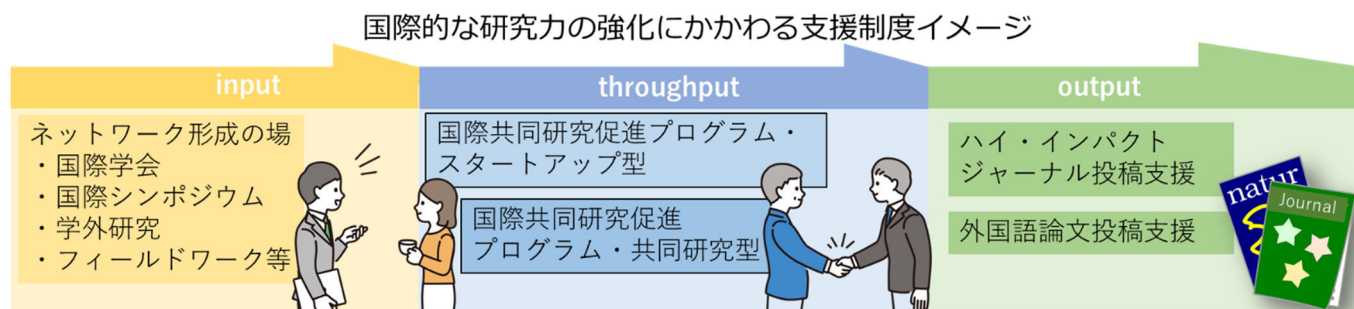 国際的な研究力の強化にかかわる支援制度イメージ
input
ネットワーク形成の場
・国際学会
・国際シンポジウム
・学外研究
・フィールドワーク等
throughput
国際共同研究促進プログラム・
スタートアップ型
国際共同研究促進
プログラム・共同研究型
output
ハイ・インパクト
ジャーナル投稿支援
外国語論文投稿支援
natur
Journal